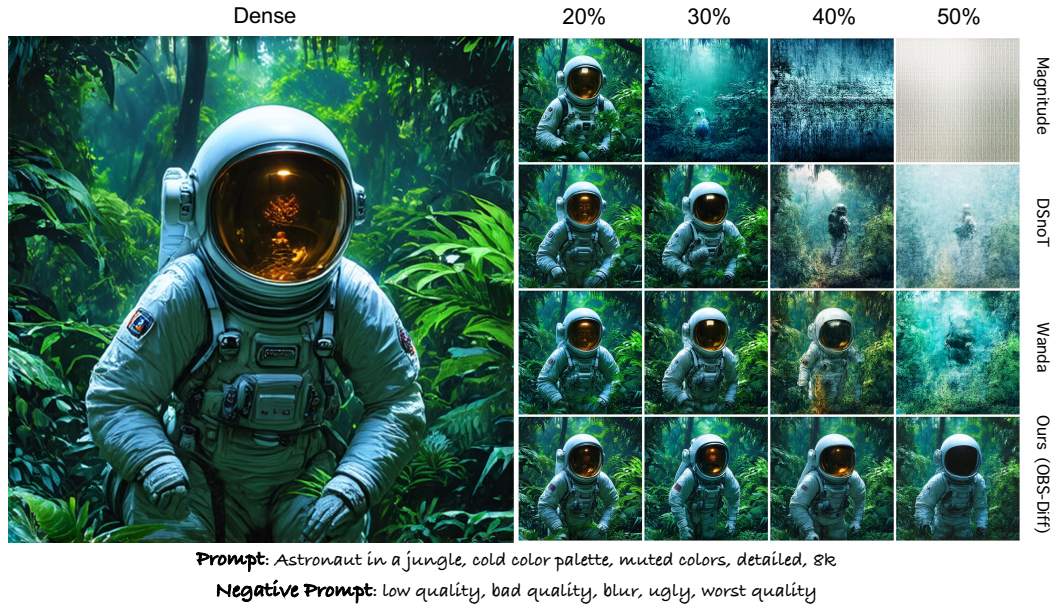 Dense 20% 30% 40% 50%
Magnitude
DSnoT
Wanda
Ours (OBS-Diff)
Prompt: Astronaut in a jungle, cold color palette, muted colors, detailed, 8k
Negative Prompt: low quality, bad quality, blur, ugly, worst quality